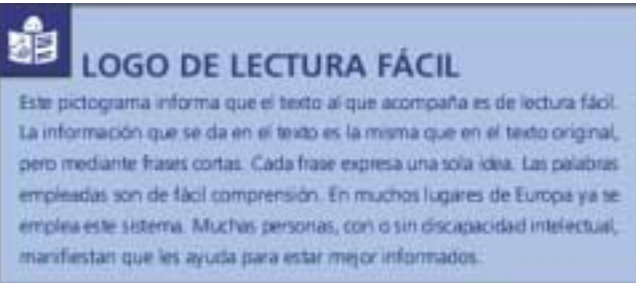 LOGO DE LECTURA FÁCIL
Este pictograma informa que el texto al que acompaña es de lectura fácil.
La información que se da en el texto es la misma que en el texto original,
pero mediante frases cortas. Cada frase expresa una sola idea. Las palabras
empleadas son de fácil comprensión. En muchos lugares de Europa ya se
emplea este sistema. Muchas personas, con o sin discapacidad intelectual,
manifiestan que les ayuda para estar mejor informados.